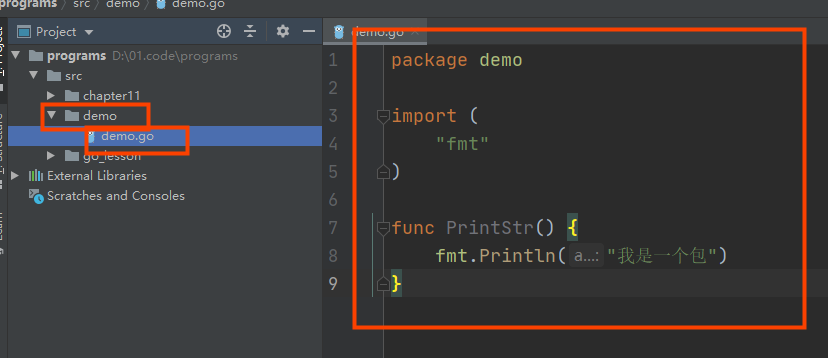 programs / src / demo / demo.go
Project
programs D:\01.code\programs
src
chapter11
demo
demo.go
go_lesson
External Libraries
Scratches and Consoles
demo.go
1 package demo
2
3 import (
4 "fmt"
5 )
6
7 func PrintStr() {
8 fmt.Println( a...: "我是一个包")
9 }